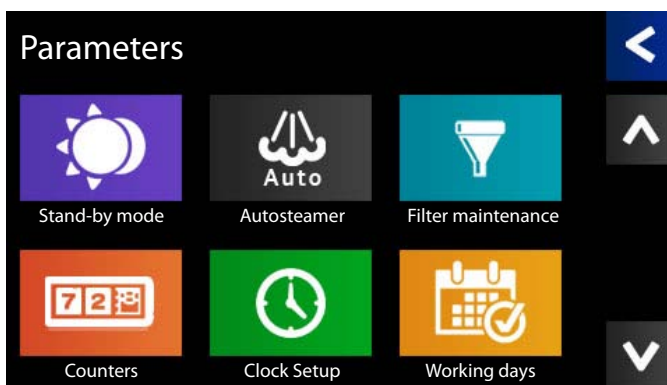 Parameters
Auto
Stand-by mode
Autosteamer
Filter maintenance
72
Counters
Clock Setup
Working days